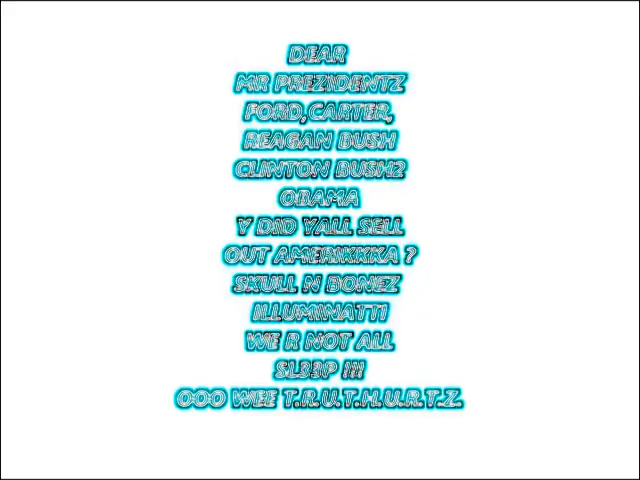 DEAR
MR PREZIDENTZ
FORD,CARTER,
REAGAN BUSH
CLINTON BUSH2
OBAMA
Y DID YALL SELL
OUT AMERIKKKA ?
SKULL N BONEZ
ILLUMINATTI
WE R NOT ALL
SL33P !!!
OOO WEE T.R.U.T.H.U.R.T.Z.